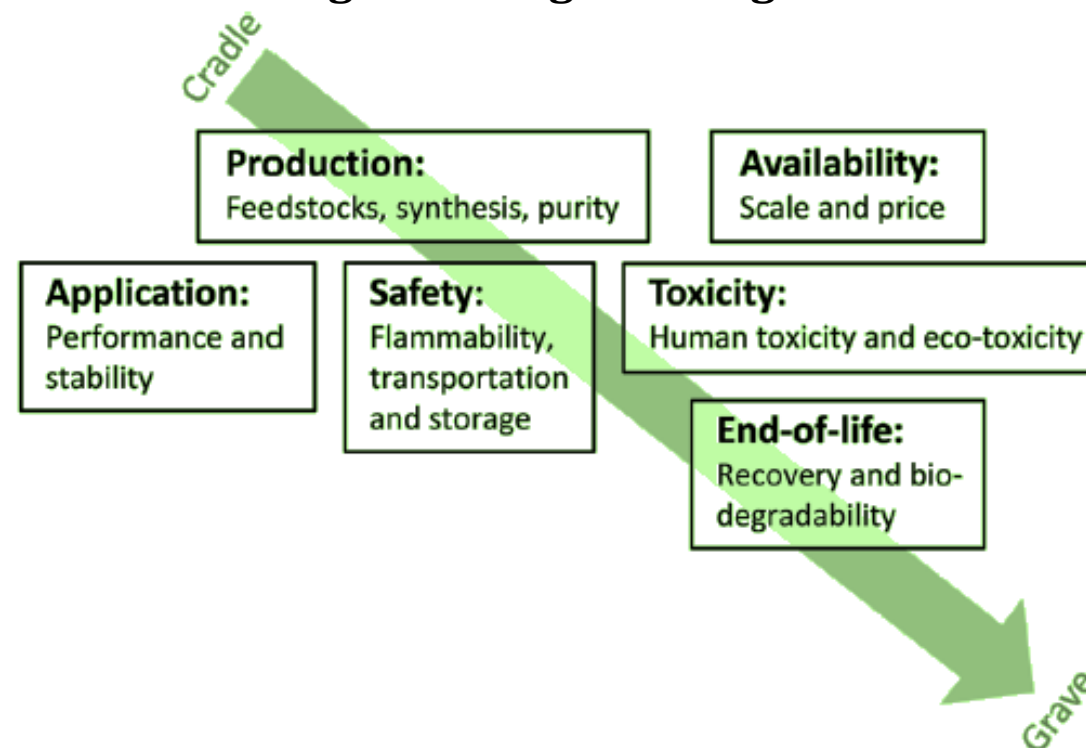 Cradle
Production:
Feedstocks, synthesis, purity
Availability:
Scale and price
Application:
Performance and
stability
Safety:
Flammability,
transportation
and storage
Toxicity:
Human toxicity and eco-toxicity
End-of-life:
Recovery and bio-
degradability
Grave